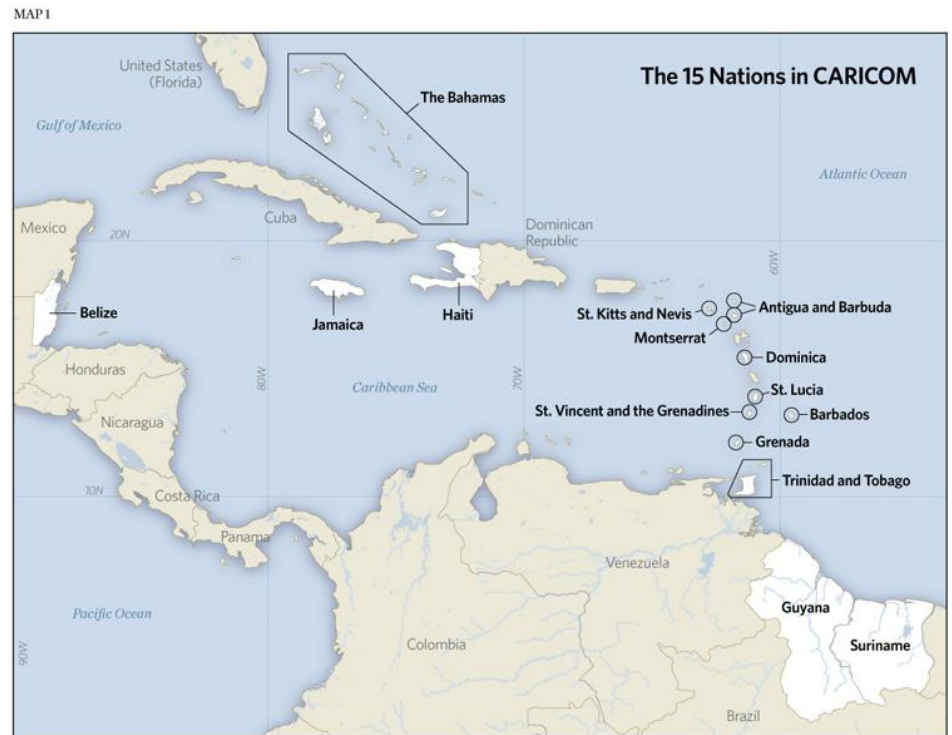 MAP 1
The 15 Nations in CARICOM
United States
(Florida)
The Bahamas
Gulf of Mexico
Atlantic Ocean
Mexico
Cuba
20N
Dominican
Republic
60W
Belize
Jamaica
Haiti
St. Kitts and Nevis
Antigua and Barbuda
Montserrat
Honduras
80W
Caribbean Sea
70W
Dominica
St. Lucia
Nicaragua
St. Vincent and the Grenadines
Barbados
Grenada
10N
Costa Rica
Trinidad and Tobago
Panama
Venezuela
Pacific Ocean
Guyana
90W
Colombia
Suriname
Brazil